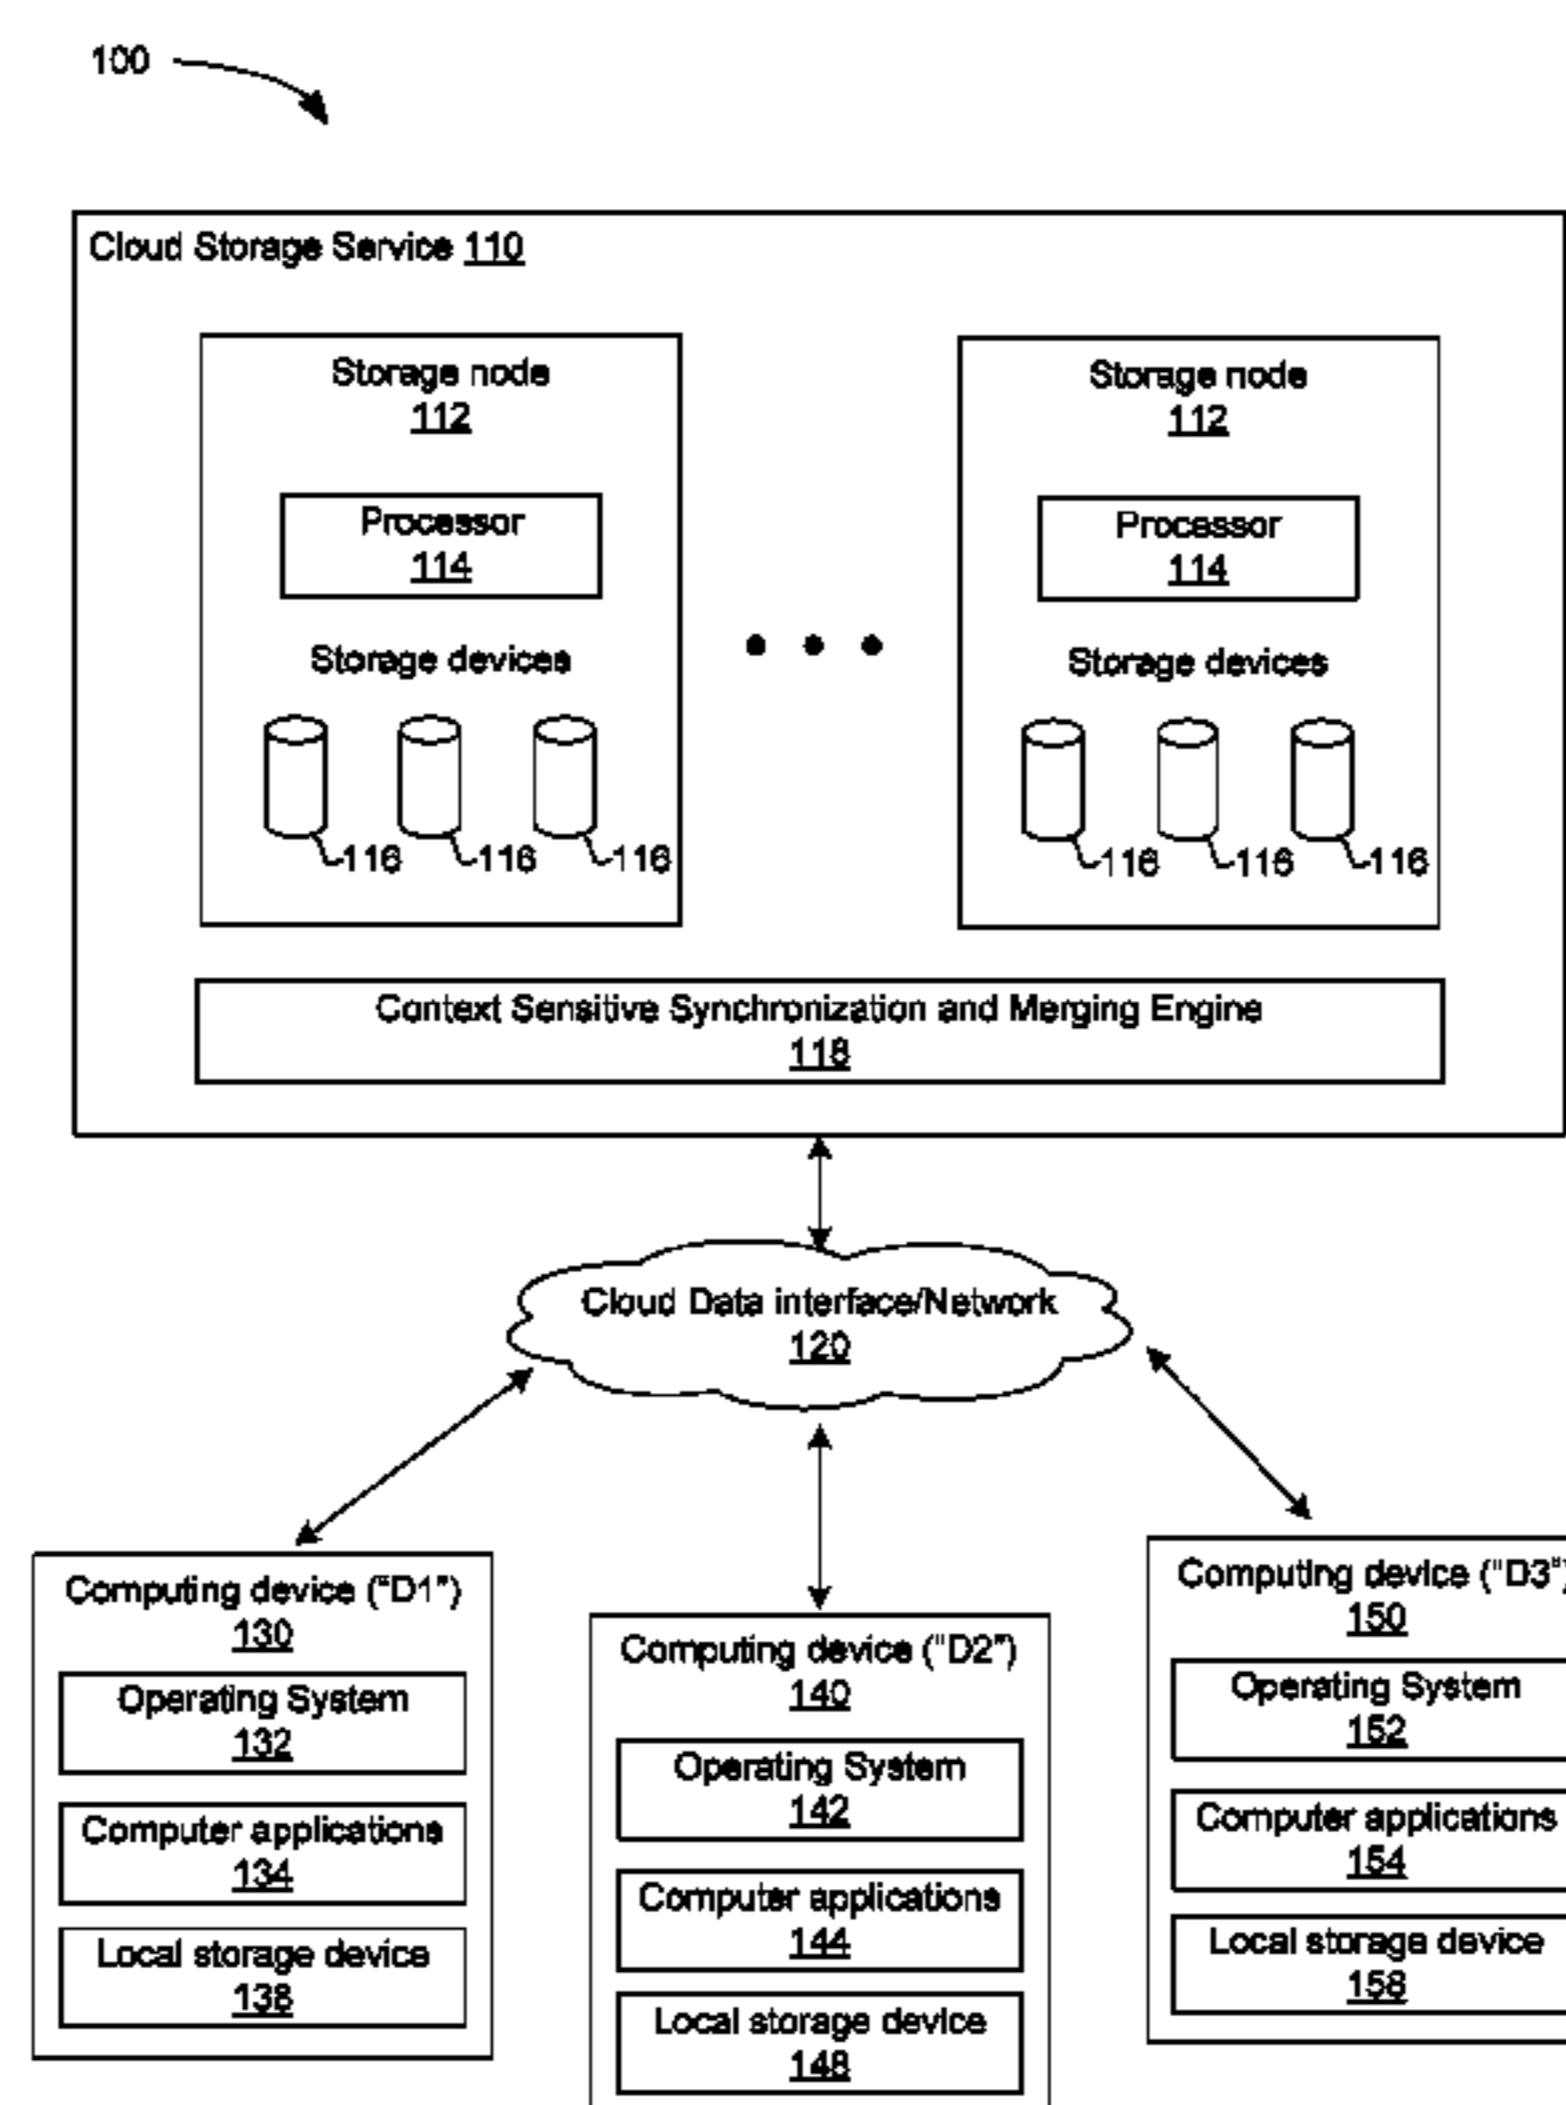 100
Cloud Storage Service 110
Storage node
112
Processor
114
Storage devices
116 116 116
Storage node
112
Processor
114
Storage devices
116 116 116
Context Sensitive Synchronization and Merging Engine
118
Cloud Data interface/Network
120
Computing device ("D1")
130
Operating System
132
Computer applications
134
Local storage device
138
Computing device ("D2")
140
Operating System
142
Computer applications
144
Local storage device
148
Computing device ("D3")
150
Operating System
152
Computer applications
154
Local storage device
158